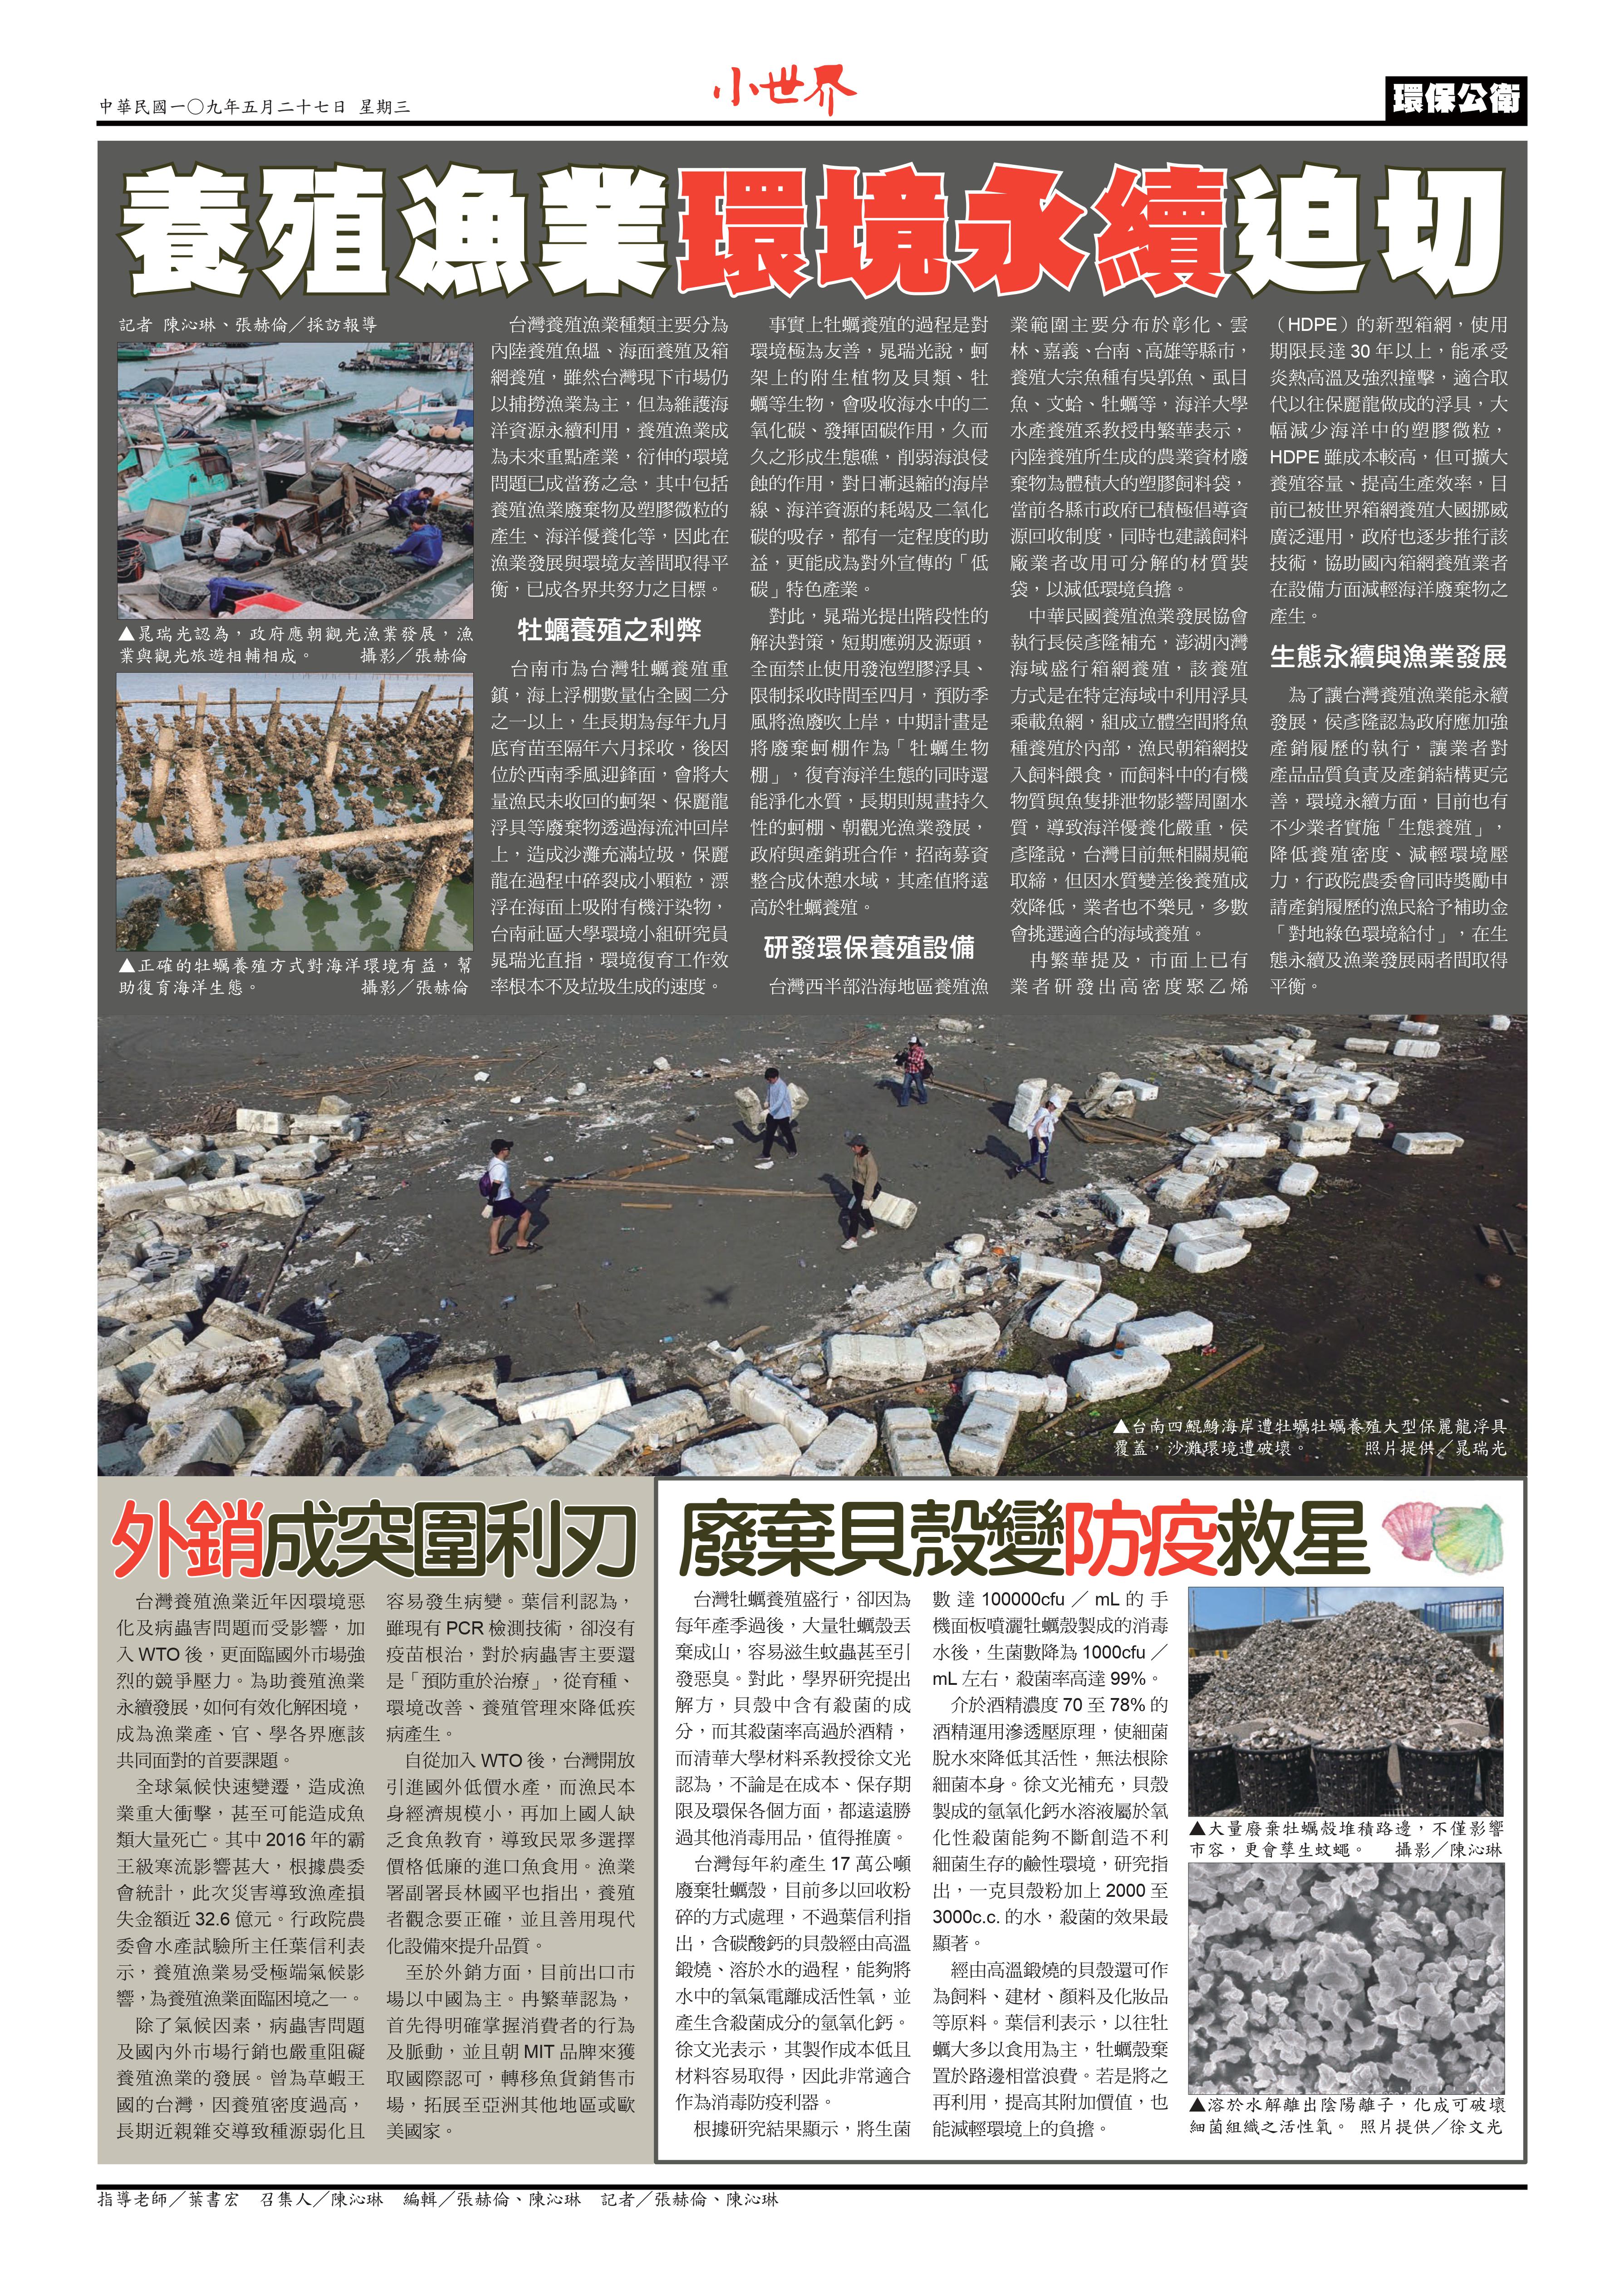 中華民國一〇九年五月二十七日 星期三
小世界
環保公衛
養殖漁業環境永續迫切
記者 陳沁琳、張赫倫／採訪報導
▲晁瑞光認為，政府應朝觀光漁業發展，漁
業與觀光旅遊相輔相成。 攝影／張赫倫
▲正確的牡蠣養殖方式對海洋環境有益，幫
助復育海洋生態。 攝影／張赫倫
台灣養殖漁業種類主要分為
內陸養殖魚塭、海面養殖及箱
網養殖，雖然台灣現下市場仍
以捕撈漁業為主，但為維護海
洋資源永續利用，養殖漁業成
為未來重點產業，衍伸的環境
問題已成當務之急，其中包括
養殖漁業廢棄物及塑膠微粒的
產生、海洋優養化等，因此在
漁業發展與環境友善間取得平
衡，已成各界共努力之目標。
牡蠣養殖之利弊
台南市為台灣牡蠣養殖重
鎮，海上浮棚數量佔全國二分
之一以上，生長期為每年九月
底育苗至隔年六月採收，後因
位於西南季風迎鋒面，會將大
量漁民未收回的蚵架、保麗龍
浮具等廢棄物透過海流沖回岸
上，造成沙灘充滿垃圾，保麗
龍在過程中碎裂成小顆粒，漂
浮在海面上吸附有機汙染物，
台南社區大學環境小組研究員
晁瑞光直指，環境復育工作效
率根本不及垃圾生成的速度。
事實上牡蠣養殖的過程是對
環境極為友善，晁瑞光說，蚵
架上的附生植物及貝類、牡
蠣等生物，會吸收海水中的二
氧化碳、發揮固碳作用，久而
久之形成生態礁，削弱海浪侵
蝕的作用，對日漸退縮的海岸
線、海洋資源的耗竭及二氧化
碳的吸存，都有一定程度的助
益，更能成為對外宣傳的「低
碳」特色產業。
對此，晁瑞光提出階段性的
解決對策，短期應朔及源頭，
全面禁止使用發泡塑膠浮具、
限制採收時間至四月，預防季
風將漁廢吹上岸，中期計畫是
將廢棄蚵棚作為「牡蠣生物
棚」，復育海洋生態的同時還
能淨化水質，長期則規畫持久
性的蚵棚、朝觀光漁業發展，
政府與產銷班合作，招商募資
整合成休憩水域，其產值將遠
高於牡蠣養殖。
研發環保養殖設備
台灣西半部沿海地區養殖漁
業範圍主要分布於彰化、雲
林、嘉義、台南、高雄等縣市，
養殖大宗魚種有吳郭魚、虱目
魚、文蛤、牡蠣等，海洋大學
水產養殖系教授冉繁華表示，
內陸養殖所生成的農業資材廢
棄物為體積大的塑膠飼料袋，
當前各縣市政府已積極倡導資
源回收制度，同時也建議飼料
廠業者改用可分解的材質裝
袋，以減低環境負擔。
中華民國養殖漁業發展協會
執行長侯彥隆補充，澎湖內灣
海域盛行箱網養殖，該養殖
方式是在特定海域中利用浮具
乘載魚網，組成立體空間將魚
種養殖於內部，漁民朝箱網投
入飼料餵食，而飼料中的有機
物質與魚隻排泄物影響周圍水
質，導致海洋優養化嚴重，侯
彥隆說，台灣目前無相關規範
取締，但因水質變差後養殖成
效降低，業者也不樂見，多數
會挑選適合的海域養殖。
冉繁華提及，市面上已有
業者研發出高密度聚乙烯
（HDPE）的新型箱網，使用
期限長達 30 年以上，能承受
炎熱高溫及強烈撞擊，適合取
代以往保麗龍做成的浮具，大
幅減少海洋中的塑膠微粒，
HDPE 雖成本較高，但可擴大
養殖容量、提高生產效率，目
前已被世界箱網養殖大國挪威
廣泛運用，政府也逐步推行該
技術，協助國內箱網養殖業者
在設備方面減輕海洋廢棄物之
產生。
生態永續與漁業發展
為了讓台灣養殖漁業能永續
發展，侯彥隆認為政府應加強
產銷履歷的執行，讓業者對
產品品質負責及產銷結構更完
善，環境永續方面，目前也有
不少業者實施「生態養殖」，
降低養殖密度、減輕環境壓
力，行政院農委會同時獎勵申
請產銷履歷的漁民給予補助金
「對地綠色環境給付」，在生
態永續及漁業發展兩者間取得
平衡。
▲台南四鯤鯓海岸遭牡蠣牡蠣養殖大型保麗龍浮具
覆蓋，沙灘環境遭破壞。 照片提供／晁瑞光
外銷成突圍利刃
台灣養殖漁業近年因環境惡
化及病蟲害問題而受影響，加
入 WTO 後，更面臨國外市場強
烈的競爭壓力。為助養殖漁業
永續發展，如何有效化解困境，
成為漁業產、官、學各界應該
共同面對的首要課題。
全球氣候快速變遷，造成漁
業重大衝擊，甚至可能造成魚
類大量死亡。其中 2016 年的霸
王級寒流影響甚大，根據農委
會統計，此次災害導致漁產損
失金額近 32.6 億元。行政院農
委會水產試驗所主任葉信利表
示，養殖漁業易受極端氣候影
響，為養殖漁業面臨困境之一。
除了氣候因素，病蟲害問題
及國內外市場行銷也嚴重阻礙
養殖漁業的發展。曾為草蝦王
國的台灣，因養殖密度過高，
長期近親雜交導致種源弱化且
容易發生病變。葉信利認為，
雖現有 PCR 檢測技術，卻沒有
疫苗根治，對於病蟲害主要還
是「預防重於治療」，從育種、
環境改善、養殖管理來降低疾
病產生。
自從加入 WTO 後，台灣開放
引進國外低價水產，而漁民本
身經濟規模小，再加上國人缺
乏食魚教育，導致民眾多選擇
價格低廉的進口魚食用。漁業
署副署長林國平也指出，養殖
者觀念要正確，並且善用現代
化設備來提升品質。
至於外銷方面，目前出口市
場以中國為主。冉繁華認為，
首先得明確掌握消費者的行為
及脈動，並且朝 MIT 品牌來獲
取國際認可，轉移魚貨銷售市
場，拓展至亞洲其他地區或歐
美國家。
廢棄貝殼變防疫救星
台灣牡蠣養殖盛行，卻因為
每年產季過後，大量牡蠣殼丟
棄成山，容易滋生蚊蟲甚至引
發惡臭。對此，學界研究提出
解方，貝殼中含有殺菌的成
分，而其殺菌率高過於酒精，
而清華大學材料系教授徐文光
認為，不論是在成本、保存期
限及環保各個方面，都遠遠勝
過其他消毒用品，值得推廣。
台灣每年約產生 17 萬公噸
廢棄牡蠣殼，目前多以回收粉
碎的方式處理，不過葉信利指
出，含碳酸鈣的貝殼經由高溫
鍛燒、溶於水的過程，能夠將
水中的氧氣電離成活性氧，並
產生含殺菌成分的氫氧化鈣。
徐文光表示，其製作成本低且
材料容易取得，因此非常適合
作為消毒防疫利器。
根據研究結果顯示，將生菌
數達 100000cfu／mL 的手
機面板噴灑牡蠣殼製成的消毒
水後，生菌數降為 1000cfu／
mL 左右，殺菌率高達 99%。
介於酒精濃度 70 至 78% 的
酒精運用滲透壓原理，使細菌
脫水來降低其活性，無法根除
細菌本身。徐文光補充，貝殼
製成的氫氧化鈣水溶液屬於氧
化性殺菌能夠不斷創造不利
細菌生存的鹼性環境，研究指
出，一克貝殼粉加上 2000 至
3000c.c. 的水，殺菌的效果最
顯著。
經由高溫鍛燒的貝殼還可作
為飼料、建材、顏料及化妝品
等原料。葉信利表示，以往牡
蠣大多以食用為主，牡蠣殼棄
置於路邊相當浪費。若是將之
再利用，提高其附加價值，也
能減輕環境上的負擔。
▲大量廢棄牡蠣殼堆積路邊，不僅影響
市容，更會孳生蚊蠅。 攝影／陳沁琳
▲溶於水解離出陰陽離子，化成可破壞
細菌組織之活性氧。 照片提供／徐文光
指導老師／葉書宏 召集人／陳沁琳 編輯／張赫倫、陳沁琳 記者／張赫倫、陳沁琳